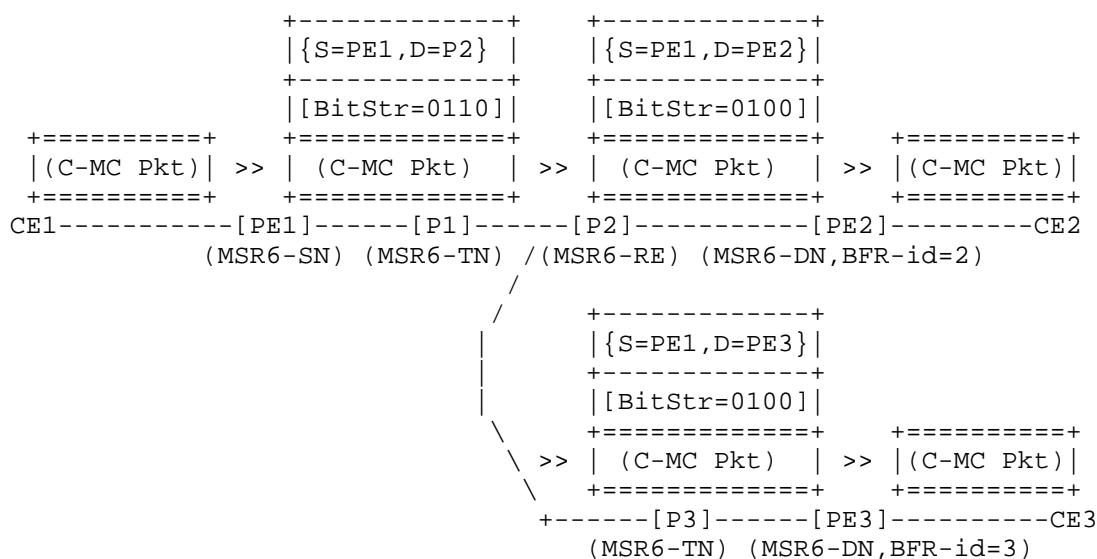 +-------------+      +-------------+
                      |{S=PE1,D=P2} |      |{S=PE1,D=PE2}|
                      +-------------+      +-------------+
                      |[BitStr=0110]|      |[BitStr=0100]|
 +==========+    +=============+      +=============+    +==========+
 |(C-MC Pkt)| >> | (C-MC Pkt)  |  >>  | (C-MC Pkt)  | >> |(C-MC Pkt)|
 +==========+    +=============+      +=============+    +==========+
CE1-----------[PE1]------[P1]------[P2]-----------[PE2]---------CE2
            (MSR6-SN) (MSR6-TN) /(MSR6-RE) (MSR6-DN,BFR-id=2)
                               /
                              /     +-------------+
                             |      |{S=PE1,D=PE3}|
                             |      +-------------+
                             |      |[BitStr=0100]|
                              \     +=============+    +==========+
                               \ >> | (C-MC Pkt)  | >> |(C-MC Pkt)|
                                \   +=============+    +==========+
                                 +------[P3]------[PE3]----------CE3
                                    (MSR6-TN) (MSR6-DN,BFR-id=3)